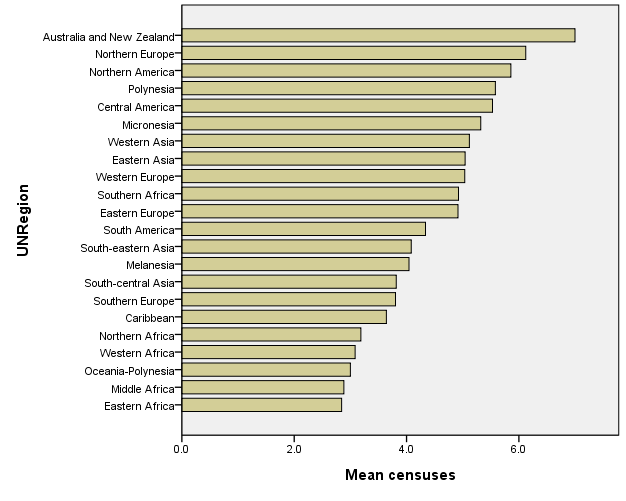 UNRegion
Australia and New Zealand
Northern Europe
Northern America
Polynesia
Central America
Micronesia
Western Asia
Eastern Asia
Western Europe
Southern Africa
Eastern Europe
South America
South-eastern Asia
Melanesia
South-central Asia
Southern Europe
Caribbean
Northern Africa
Western Africa
Oceania-Polynesia
Middle Africa
Eastern Africa
0.0 2.0 4.0 6.0
Mean censuses